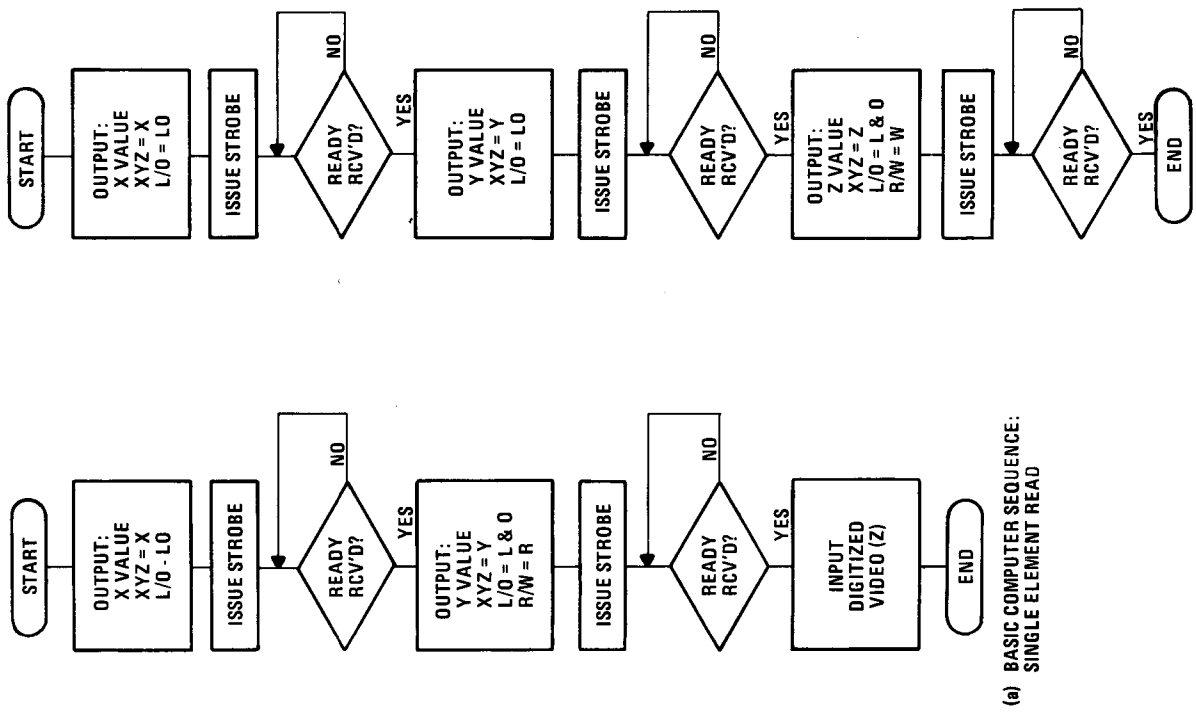 START
OUTPUT:
X VALUE
XYZ = X
L/O - LO
ISSUE STROBE
READY
RCV'D?
NO
YES
OUTPUT:
Y VALUE
XYZ = Y
L/O = L & O
R/W = R
ISSUE STROBE
READY
RCV'D?
NO
YES
INPUT
DIGITIZED
VIDEO (Z)
END
(a) BASIC COMPUTER SEQUENCE:
SINGLE ELEMENT READ
START
OUTPUT:
X VALUE
XYZ = X
L/O = LO
ISSUE STROBE
READY
RCV'D?
NO
YES
OUTPUT:
Y VALUE
XYZ = Y
L/O = LO
ISSUE STROBE
READY
RCV'D?
NO
YES
OUTPUT:
Z VALUE
XYZ = Z
L/O = L & O
R/W = W
ISSUE STROBE
READY
RCV'D?
NO
YES
END